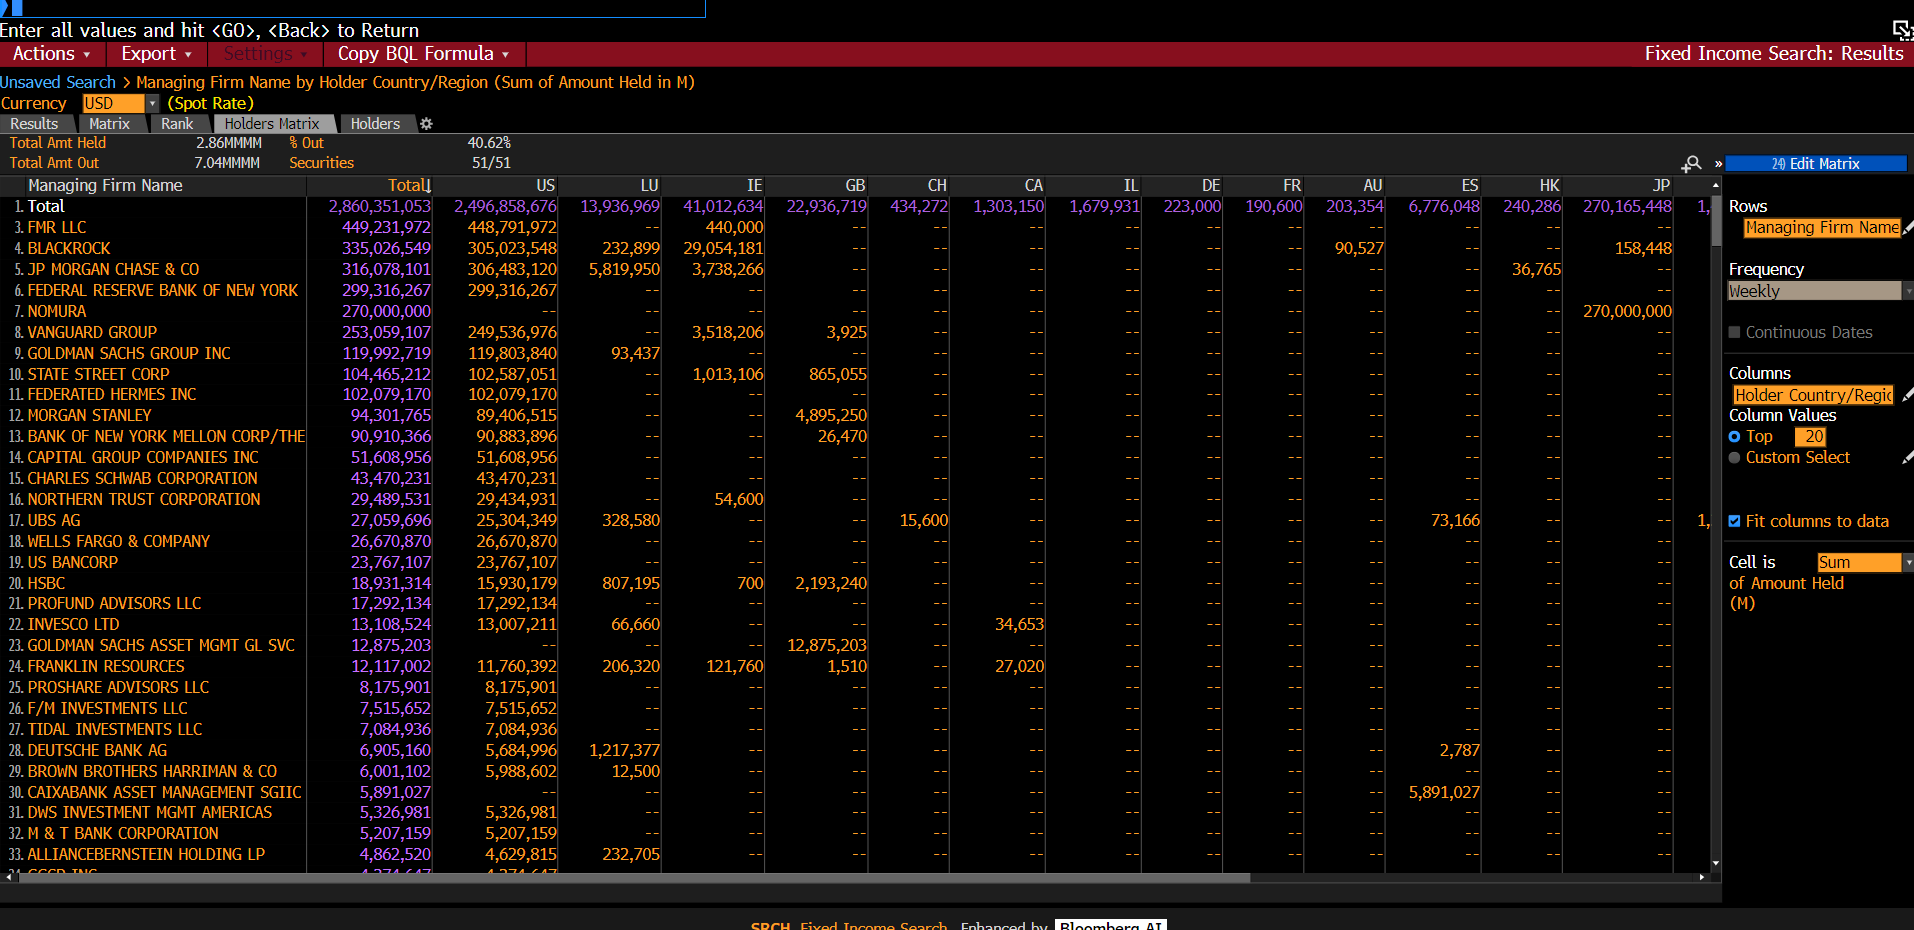 Enter all values and hit <GO>, <Back> to Return
Actions Export Settings Copy BQL Formula Fixed Income Search: Results
Unsaved Search > Managing Firm Name by Holder Country/Region (Sum of Amount Held in M)
Currency USD (Spot Rate)
Results Matrix Rank Holders Matrix Holders
Total Amt Held 2.86MMMM % Out 40.62%
Total Amt Out 7.04MMMM Securities 51/51
» 24) Edit Matrix
Managing Firm Name Total↓ US LU IE GB CH CA IL DE FR AU ES HK JP
1. Total 2,860,351,053 2,496,858,676 13,936,969 41,012,634 22,936,719 434,272 1,303,150 1,679,931 223,000 190,600 203,354 6,776,048 240,286 270,165,448 1,
3. FMR LLC 449,231,972 448,791,972 -- 440,000 -- -- -- -- -- -- -- -- -- --
4. BLACKROCK 335,026,549 305,023,548 232,899 29,054,181 -- -- -- -- -- -- 90,527 -- -- 158,448
5. JP MORGAN CHASE & CO 316,078,101 306,483,120 5,819,950 3,738,266 -- -- -- -- -- -- -- -- 36,765 --
6. FEDERAL RESERVE BANK OF NEW YORK 299,316,267 299,316,267 -- -- -- -- -- -- -- -- -- -- -- --
7. NOMURA 270,000,000 -- -- -- -- -- -- -- -- -- -- -- -- 270,000,000
8. VANGUARD GROUP 253,059,107 249,536,976 -- 3,518,206 3,925 -- -- -- -- -- -- -- -- --
9. GOLDMAN SACHS GROUP INC 119,992,719 119,803,840 93,437 -- -- -- -- -- -- -- -- -- -- --
10. STATE STREET CORP 104,465,212 102,587,051 -- 1,013,106 865,055 -- -- -- -- -- -- -- -- --
11. FEDERATED HERMES INC 102,079,170 102,079,170 -- -- -- -- -- -- -- -- -- -- -- --
12. MORGAN STANLEY 94,301,765 89,406,515 -- -- 4,895,250 -- -- -- -- -- -- -- -- --
13. BANK OF NEW YORK MELLON CORP/THE 90,910,366 90,883,896 -- -- 26,470 -- -- -- -- -- -- -- -- --
14. CAPITAL GROUP COMPANIES INC 51,608,956 51,608,956 -- -- -- -- -- -- -- -- -- -- -- --
15. CHARLES SCHWAB CORPORATION 43,470,231 43,470,231 -- -- -- -- -- -- -- -- -- -- -- --
16. NORTHERN TRUST CORPORATION 29,489,531 29,434,931 -- 54,600 -- -- -- -- -- -- -- -- -- --
17. UBS AG 27,059,696 25,304,349 328,580 -- -- 15,600 -- -- -- -- -- 73,166 -- -- 1,
18. WELLS FARGO & COMPANY 26,670,870 26,670,870 -- -- -- -- -- -- -- -- -- -- -- --
19. US BANCORP 23,767,107 23,767,107 -- -- -- -- -- -- -- -- -- -- -- --
20. HSBC 18,931,314 15,930,179 807,195 700 2,193,240 -- -- -- -- -- -- -- -- --
21. PROFUND ADVISORS LLC 17,292,134 17,292,134 -- -- -- -- -- -- -- -- -- -- -- --
22. INVESCO LTD 13,108,524 13,007,211 66,660 -- -- -- 34,653 -- -- -- -- -- -- --
23. GOLDMAN SACHS ASSET MGMT GL SVC 12,875,203 -- -- -- 12,875,203 -- -- -- -- -- -- -- -- --
24. FRANKLIN RESOURCES 12,117,002 11,760,392 206,320 121,760 1,510 -- 27,020 -- -- -- -- -- -- --
25. PROSHARE ADVISORS LLC 8,175,901 8,175,901 -- -- -- -- -- -- -- -- -- -- -- --
26. F/M INVESTMENTS LLC 7,515,652 7,515,652 -- -- -- -- -- -- -- -- -- -- -- --
27. TIDAL INVESTMENTS LLC 7,084,936 7,084,936 -- -- -- -- -- -- -- -- -- -- -- --
28. DEUTSCHE BANK AG 6,905,160 5,684,996 1,217,377 -- -- -- -- -- -- -- -- 2,787 -- --
29. BROWN BROTHERS HARRIMAN & CO 6,001,102 5,988,602 12,500 -- -- -- -- -- -- -- -- -- -- --
30. CAIXABANK ASSET MANAGEMENT SGIIC 5,891,027 -- -- -- -- -- -- -- -- -- -- 5,891,027 -- --
31. DWS INVESTMENT MGMT AMERICAS 5,326,981 5,326,981 -- -- -- -- -- -- -- -- -- -- -- --
32. M & T BANK CORPORATION 5,207,159 5,207,159 -- -- -- -- -- -- -- -- -- -- -- --
33. ALLIANCEBERNSTEIN HOLDING LP 4,862,520 4,629,815 232,705 -- -- -- -- -- -- -- -- -- -- --
Rows
Managing Firm Name
Frequency
Weekly
Continuous Dates
Columns
Holder Country/Regic
Column Values
Top 20
Custom Select
Fit columns to data
Cell is Sum
of Amount Held
(M)
SRCH Fixed Income Search Enhanced by Bloomberg AI